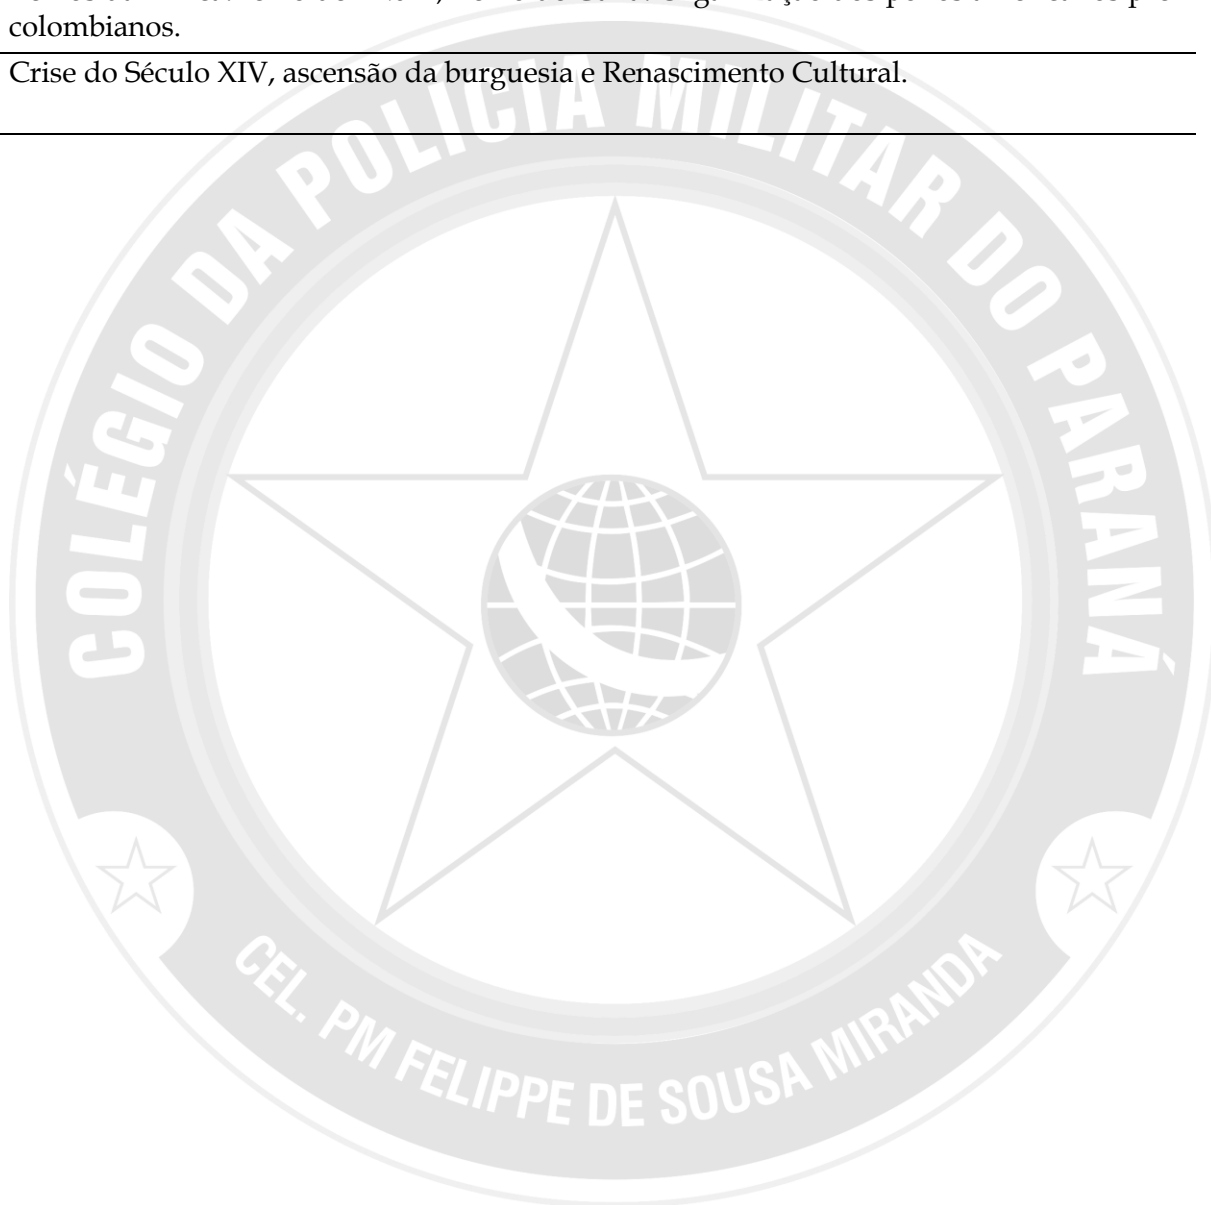 colombianos.
Crise do Século XIV, ascensão da burguesia e Renascimento Cultural.
COLÉGIO DA POLÍCIA MILITAR DO PARANÁ
CEL. PM FELIPPE DE SOUSA MIRANDA